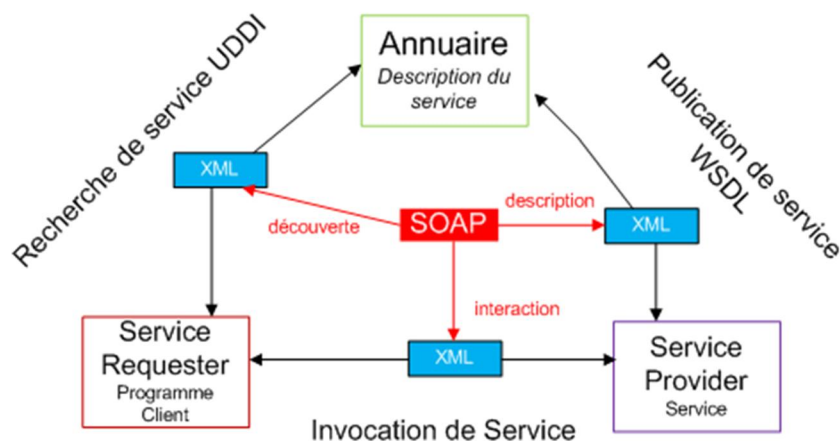 Annuaire
Description du
service
Recherche de service UDDI
Publication de service
WSDL
XML
découverte
SOAP
description
XML
interaction
XML
Service
Requester
Programme
Client
Service
Provider
Service
Invocation de Service